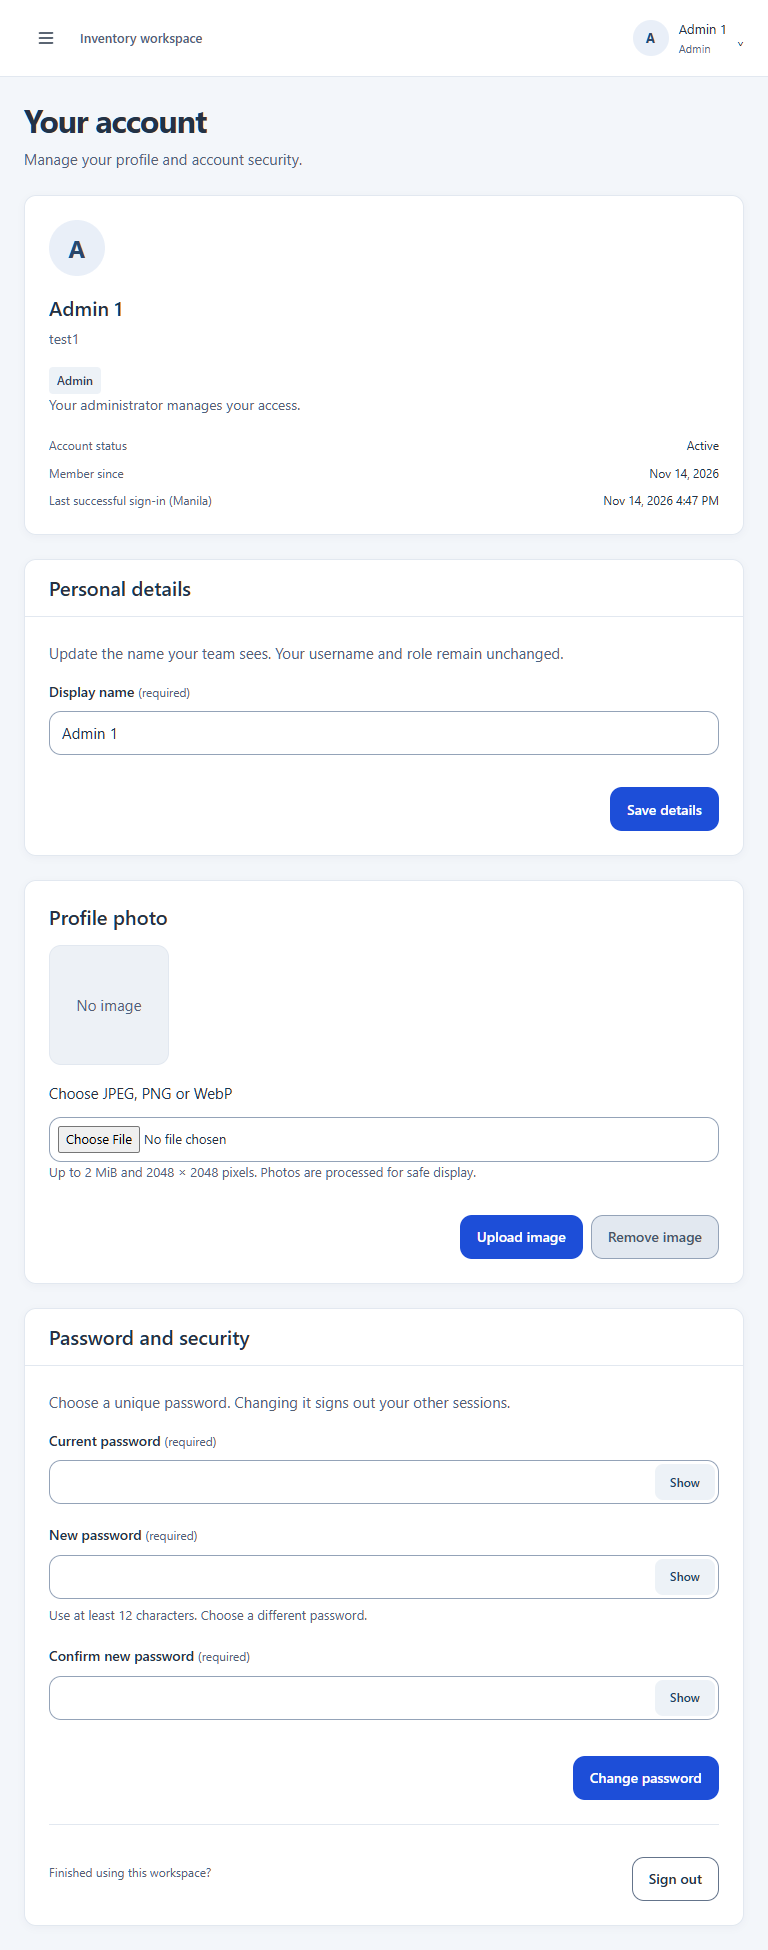 Inventory workspace
A
Admin 1
Admin
Your account
Manage your profile and account security.
A
Admin 1
test1
Admin
Your administrator manages your access.
Account status
Active
Member since
Nov 14, 2026
Last successful sign-in (Manila)
Nov 14, 2026 4:47 PM
Personal details
Update the name your team sees. Your username and role remain unchanged.
Display name (required)
Admin 1
Save details
Profile photo
No image
Choose JPEG, PNG or WebP
Choose File No file chosen
Up to 2 MiB and 2048 × 2048 pixels. Photos are processed for safe display.
Upload image
Remove image
Password and security
Choose a unique password. Changing it signs out your other sessions.
Current password (required)
Show
New password (required)
Show
Use at least 12 characters. Choose a different password.
Confirm new password (required)
Show
Change password
Finished using this workspace?
Sign out